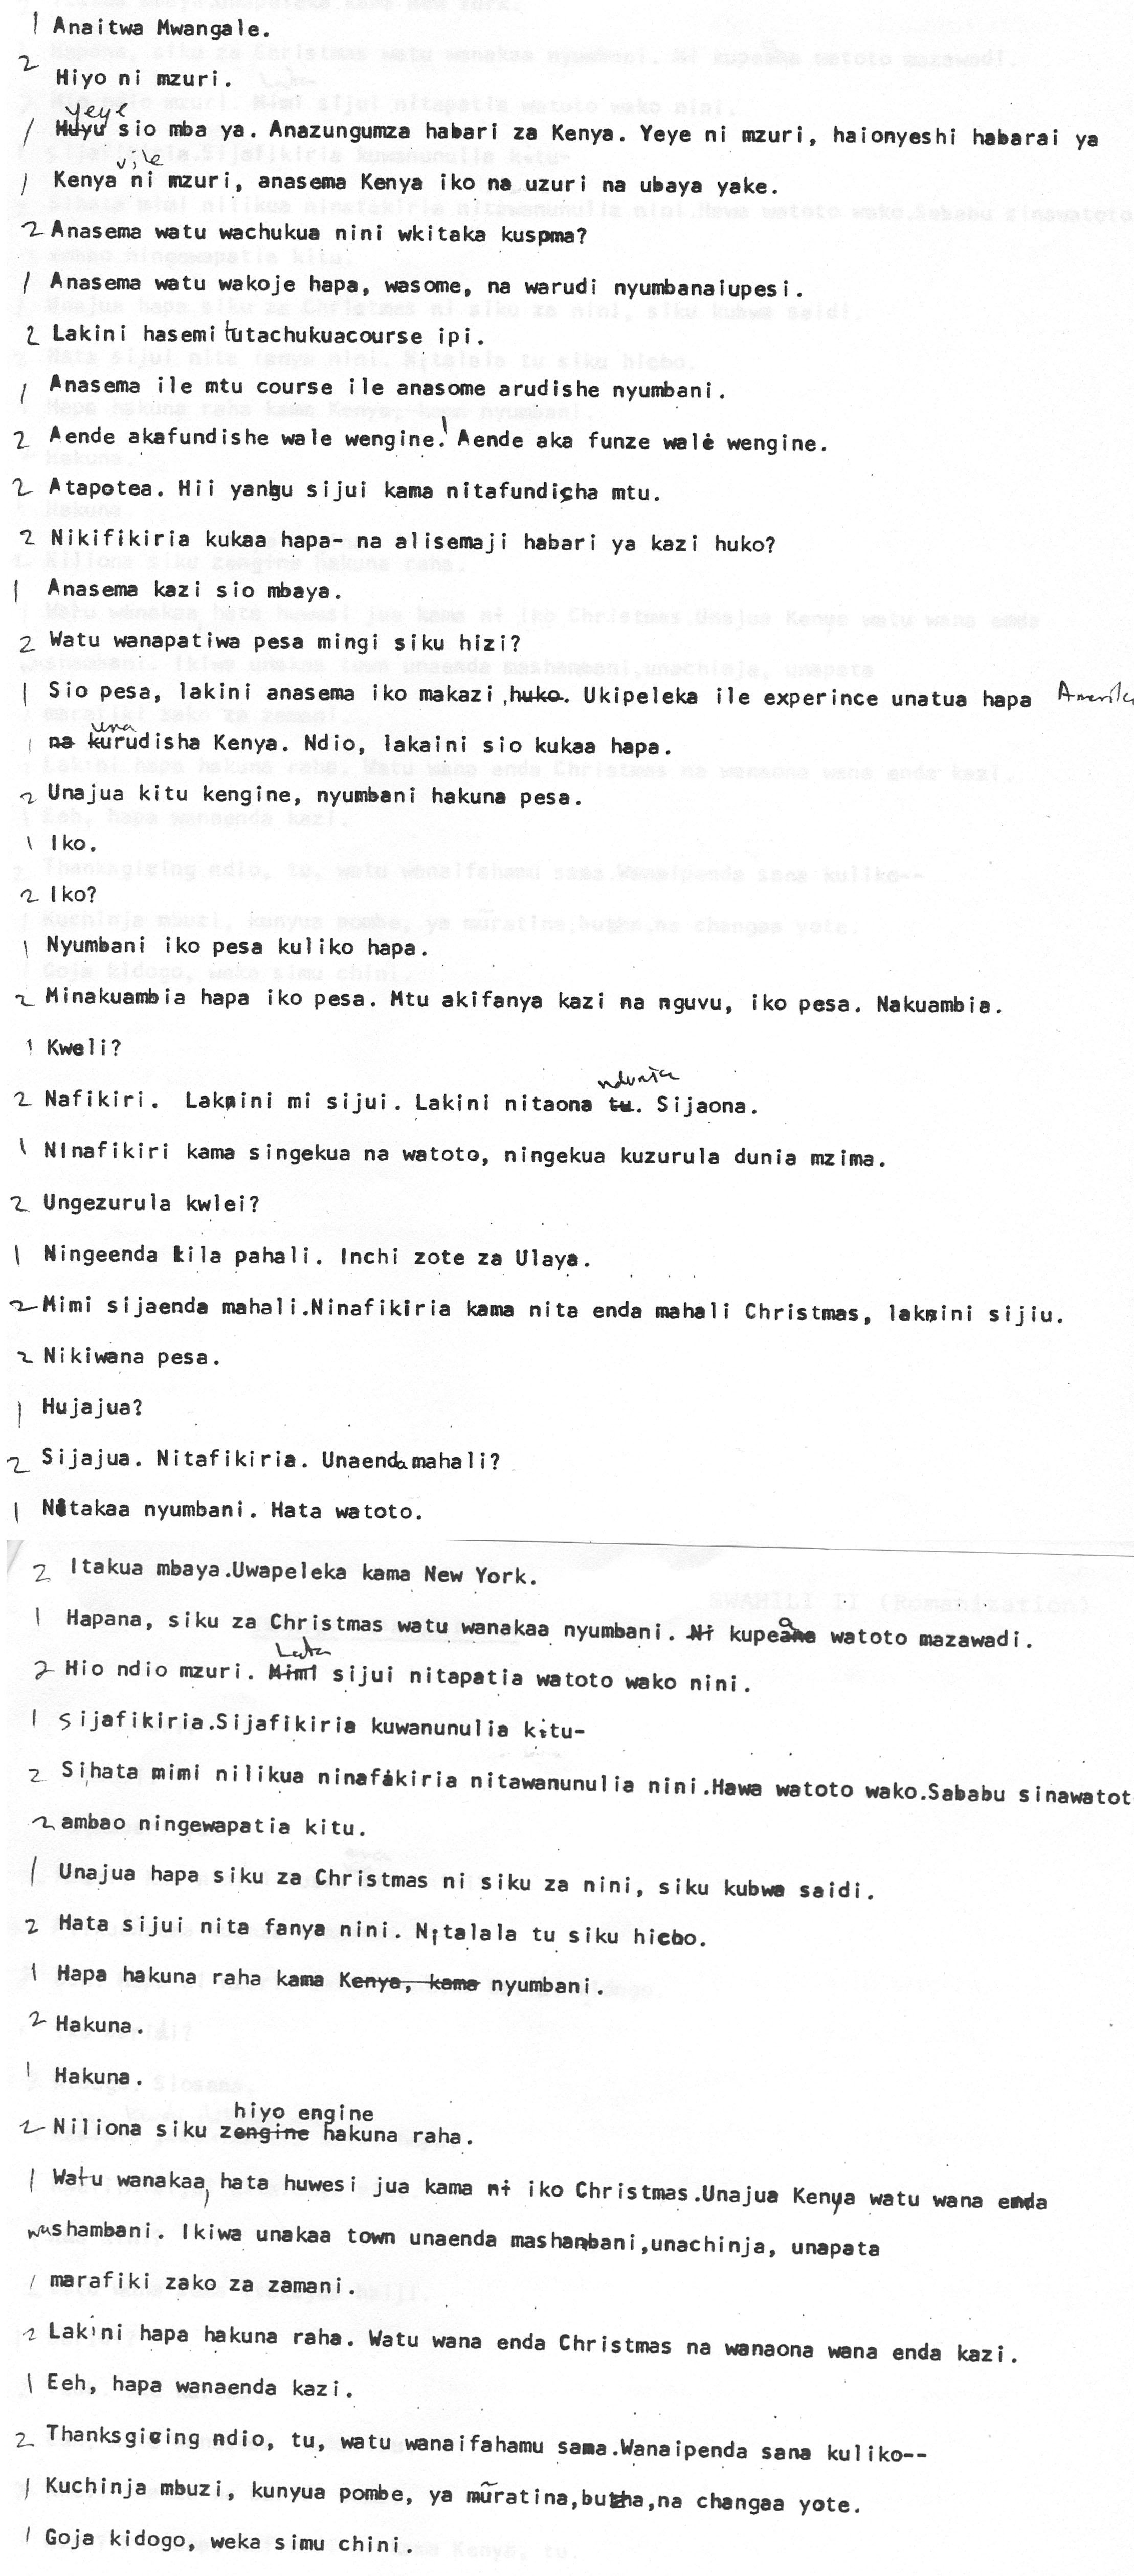 1 Anaitwa Mwangale.
2 Hiyo ni mzuri.
Yeye
1 Huyu sio mba ya. Anazungumza habari za Kenya. Yeye ni mzuri, haionyeshi habarai ya
vile
1 Kenya ni mzuri, anasema Kenya iko na uzuri na ubaya yake.
2 Anasema watu wachukua nini wkitaka kuspma?
1 Anasema watu wakoje hapa, wasome, na warudi nyumbanaiupesi.
2 Lakini hasemi tutachukuacourse ipi.
1 Anasema ile mtu course ile anasome arudishe nyumbani.
2 Aende akafundishe wale wengine. Aende aka funze wale wengine.
2 Atapotea. Hii yangu sijui kama nitafundisha mtu.
2 Nikifikiria kukaa hapa- na alisemaji habari ya kazi huko?
1 Anasema kazi sio mbaya.
2 Watu wanapatiwa pesa mingi siku hizi?
1 Sio pesa, lakini anasema iko makazi ,huko. Ukipeleka ile experince unatua hapa
una
1 na kurudisha Kenya. Ndio, lakaini sio kukaa hapa.
2 Unajua kitu kengine, nyumbani hakuna pesa.
1 Iko.
2 Iko?
1 Nyumbani iko pesa kuliko hapa.
2 Minakuambia hapa iko pesa. Mtu akifanya kazi na nguvu, iko pesa. Nakuambia.
1 Kweli?
2 Nafikiri. Lakini mi sijui. Lakini nitaona tu. Sijaona.
1 NInafikiri kama singekua na watoto, ningekua kuzurula dunia mzima.
2 Ungezurula kwlei?
1 Ningeenda kila pahali. Inchi zote za Ulaya.
2 Mimi sijaenda mahali.Ninafikiria kama nita enda mahali Christmas, lakini sijiu.
2 Nikiwana pesa.
1 Hujajua?
2 Sijajua. Nitafikiria. Unaenda mahali?
1 Nitakaa nyumbani. Hata watoto.
2 Itakua mbaya.Uwapeleka kama New York.
1 Hapana, siku za Christmas watu wanakaa nyumbani. Ni kupea watoto mazawadi.
2 Hio ndio mzuri. Mimi sijui nitapatia watoto wako nini.
1 Sijafikiria.Sijafikiria kuwanunulia kitu-
2 Si,hata mimi nilikua ninafikiria nitawanunulia nini.Hawa watoto wako.Sababu sinawatot
2 ambao ningewapatia kitu.
1 Unajua hapa siku za Christmas ni siku za nini, siku kubwa saidi.
2 Hata sijui nita fanya nini. Nitalala tu siku hiebo.
1 Hapa hakuna raha kama Kenya, kama nyumbani.
2 Hakuna.
1 Hakuna.
hiyo engine
2 Niliona siku zengine hakuna raha.
1 Watu wanakaa, hata huwesi jua kama ni iko Christmas.Unajua Kenya watu wana enda
mushambani. Ikiwa unakaa town unaenda mashambani,unachinja, unapata
1 marafiki zako za zamani.
2 Lakini hapa hakuna raha. Watu wana enda Christmas na wanaona wana enda kazi.
1 Eeh, hapa wanaenda kazi.
2 Thanksgicing ndio, tu, watu wanaifahamu sama.Wanaipenda sana kuliko--
1 Kuchinja mbuzi, kunyua pombe, ya mũratina,buzha,na changaa yote.
1 Goja kidogo, weka simu chini.